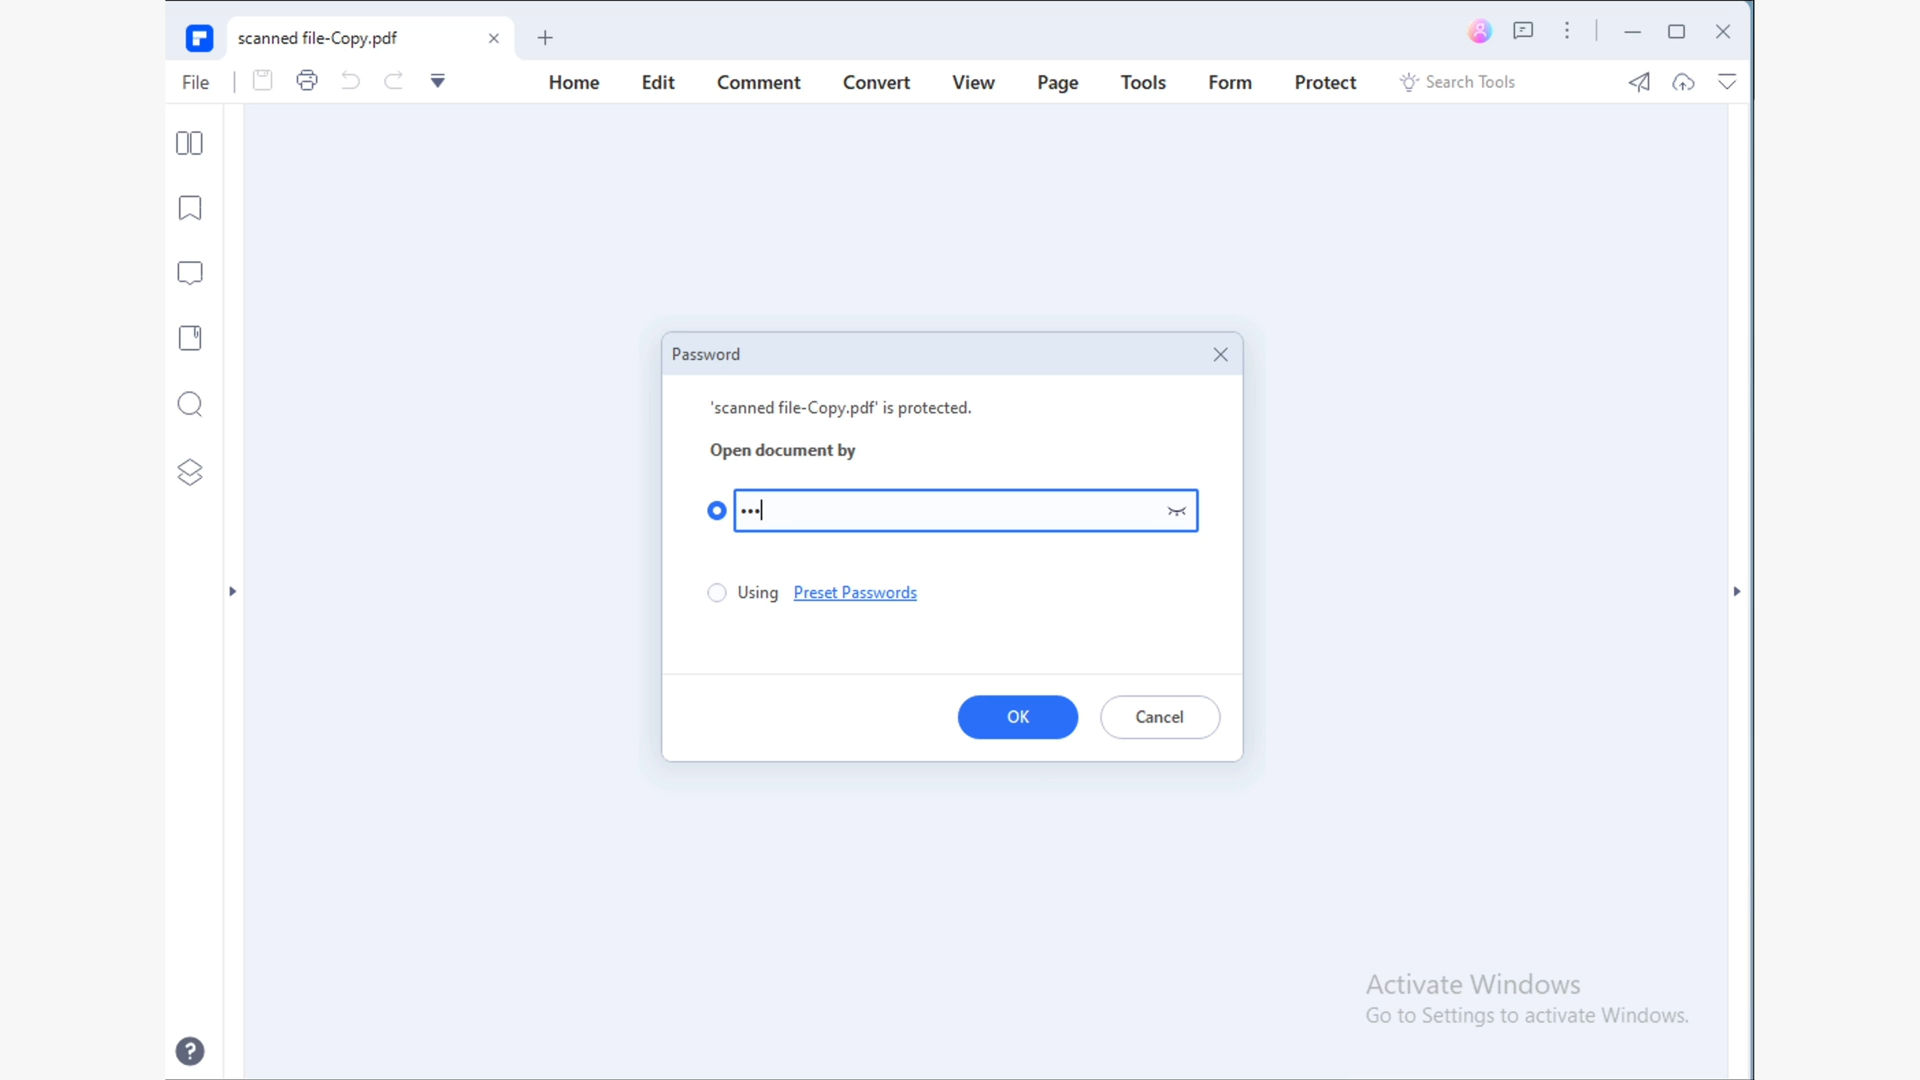 scanned file-Copy.pdf
File
Home Edit Comment Convert View Page Tools Form Protect Search Tools
Password
'scanned file-Copy.pdf' is protected.
Open document by
•••
Using Preset Passwords
OK Cancel
Activate Windows
Go to Settings to activate Windows.
?